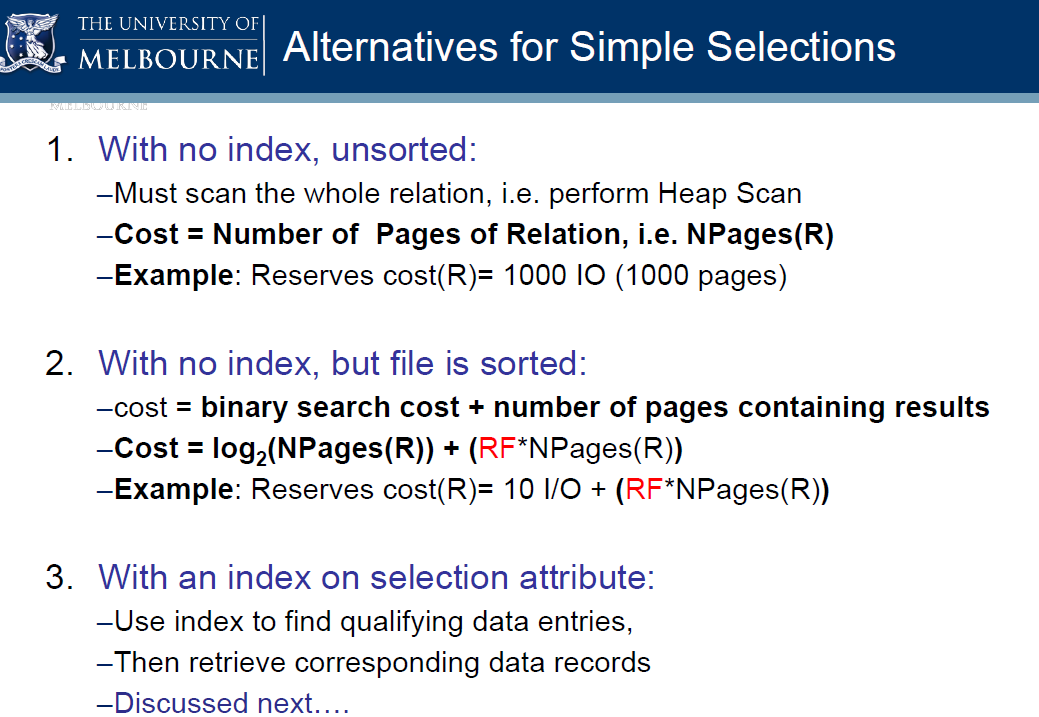 THE UNIVERSITY OF
MELBOURNE
Alternatives for Simple Selections
MELBOURNE
1. With no index, unsorted:
–Must scan the whole relation, i.e. perform Heap Scan
–Cost = Number of Pages of Relation, i.e. NPages(R)
–Example: Reserves cost(R)= 1000 IO (1000 pages)
2. With no index, but file is sorted:
–cost = binary search cost + number of pages containing results
–Cost = log2(NPages(R)) + (RF*NPages(R))
–Example: Reserves cost(R)= 10 I/O + (RF*NPages(R))
3. With an index on selection attribute:
–Use index to find qualifying data entries,
–Then retrieve corresponding data records
–Discussed next….